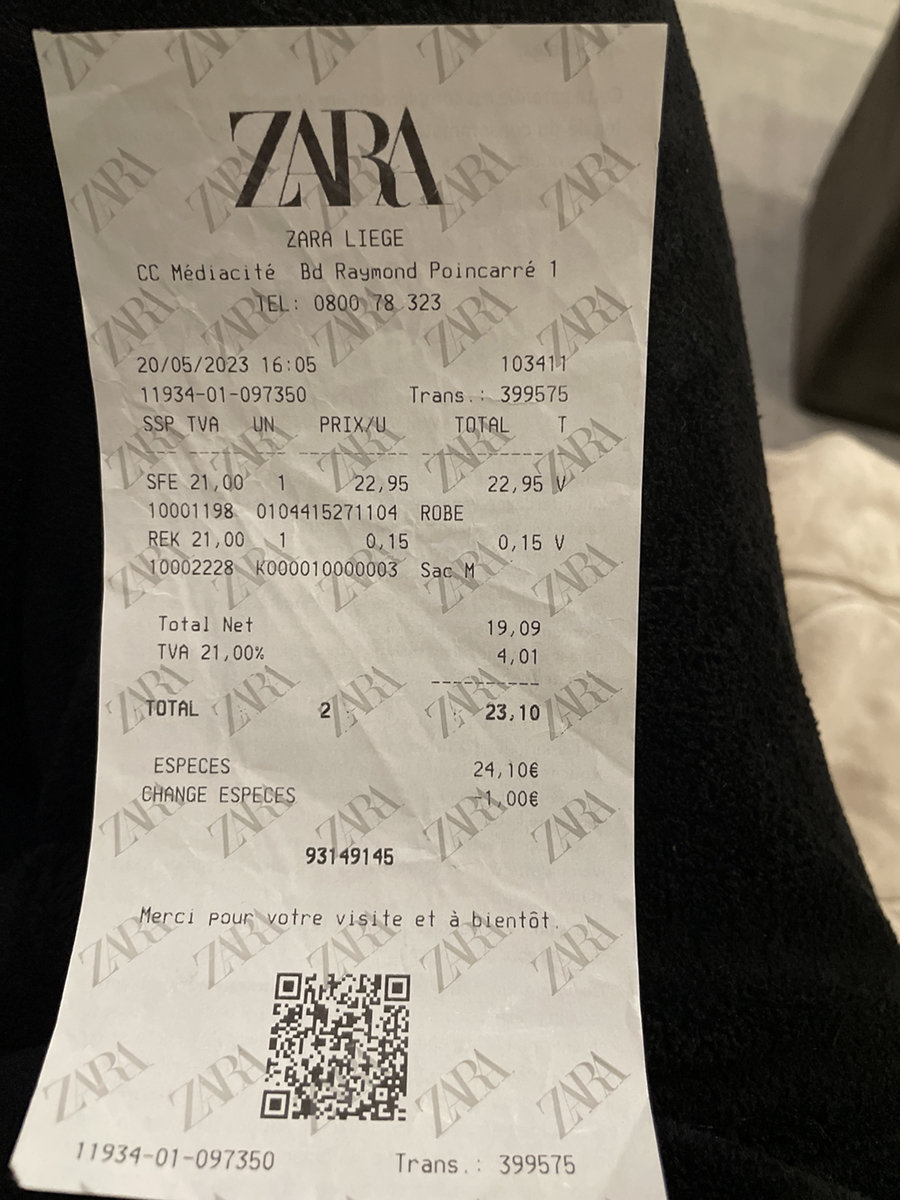 ZARA
ZARA LIEGE
CC Médiacité Bd Raymond Poincarré 1
TEL: 0800 78 323
20/05/2023 16:05 103411
11934-01-097350 Trans.: 399575
SSP TVA UN PRIX/U TOTAL T
SFE 21,00 1 22,95 22,95 V
10001198 0104415271104 ROBE
REK 21,00 1 0,15 0,15 V
10002228 K000010000003 Sac M
Total Net 19,09
TVA 21,00% 4,01
TOTAL 2 23,10
ESPECES 24,10€
CHANGE ESPECES -1,00€
93149145
Merci pour votre visite et à bientôt.
11934-01-097350 Trans.: 399575